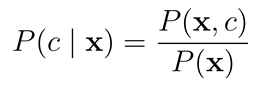 P(c | 𝐱) = P(𝐱, c) / P(𝐱)